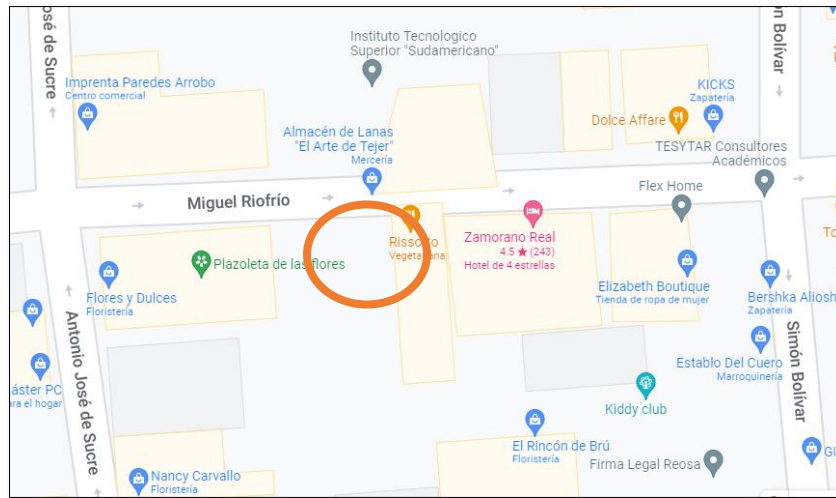 José de Sucre
Instituto Tecnologico
Superior "Sudamericano"
n Bolívar
Imprenta Paredes Arrobo
Centro comercial
KICKS
Zapatería
Dolce Affare
Almacén de Lanas
"El Arte de Tejer"
Mercería
TESYTAR Consultores
Académicos
Flex Home
Miguel Riofrío
Rissotto
Vegetariana
Zamorano Real
4.5 ★ (243)
Hotel de 4 estrellas
To
Plazoleta de las flores
Flores y Dulces
Floristería
Elizabeth Boutique
Tienda de ropa de mujer
Bershka Aliosh
Zapatería
Antonio José de Sucre
Simón Bolívar
áster PC
ra el hogar
Establo Del Cuero
Marroquinería
Kiddy club
El Rincón de Brú
Floristería
Firma Legal Reosa
GU
Nancy Carvallo
Floristería